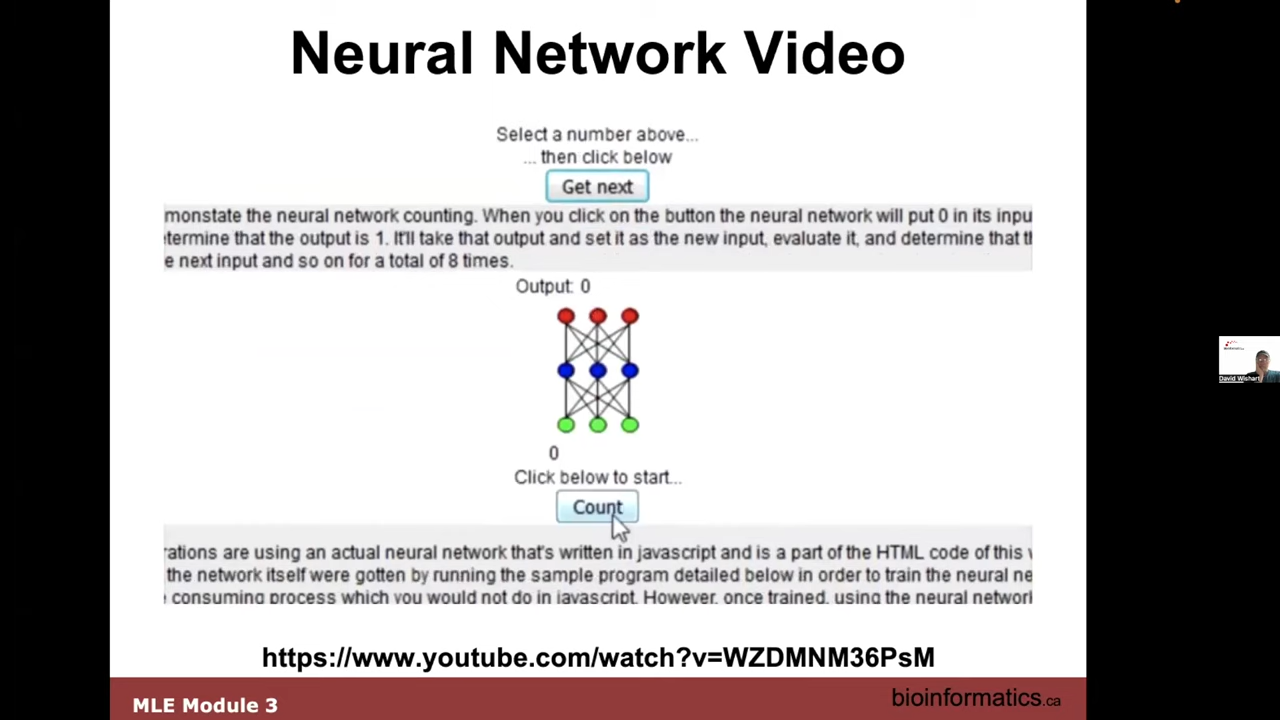 Neural Network Video
Select a number above...
... then click below
Get next
monstate the neural network counting. When you click on the button the neural network will put 0 in its inpu
termine that the output is 1. It'll take that output and set it as the new input, evaluate it, and determine that th
e next input and so on for a total of 8 times.
Output: 0
0
Click below to start...
Count
rations are using an actual neural network that's written in javascript and is a part of the HTML code of this
the network itself were gotten by running the sample program detailed below in order to train the neural ne
consuming process which you would not do in javascript. However, once trained, using the neural network
https://www.youtube.com/watch?v=WZDMNM36PsM
MLE Module 3
bioinformatics.ca
David Wishart